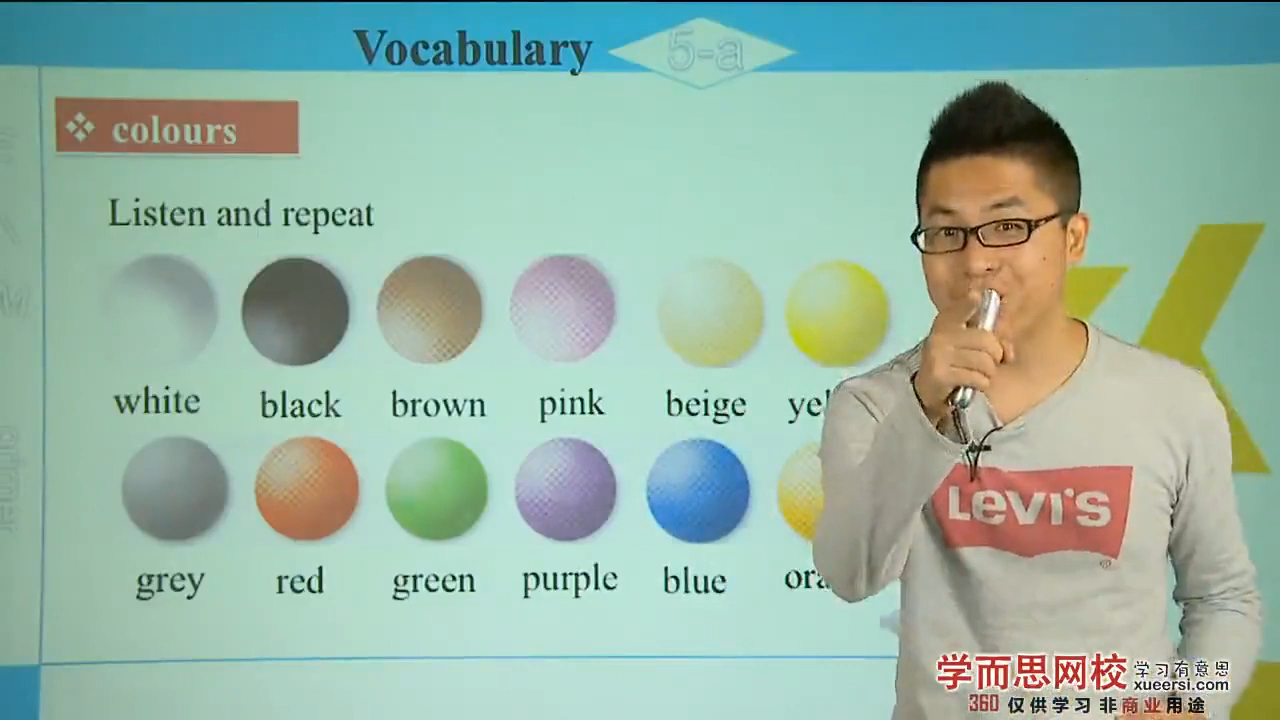 Vocabulary 5-a
❖ colours
Listen and repeat
white black brown pink beige yel
grey red green purple blue ora
LEVI'S
®
学而思网校 学习有意思
xueersi.com
360 仅供学习 非商业用途